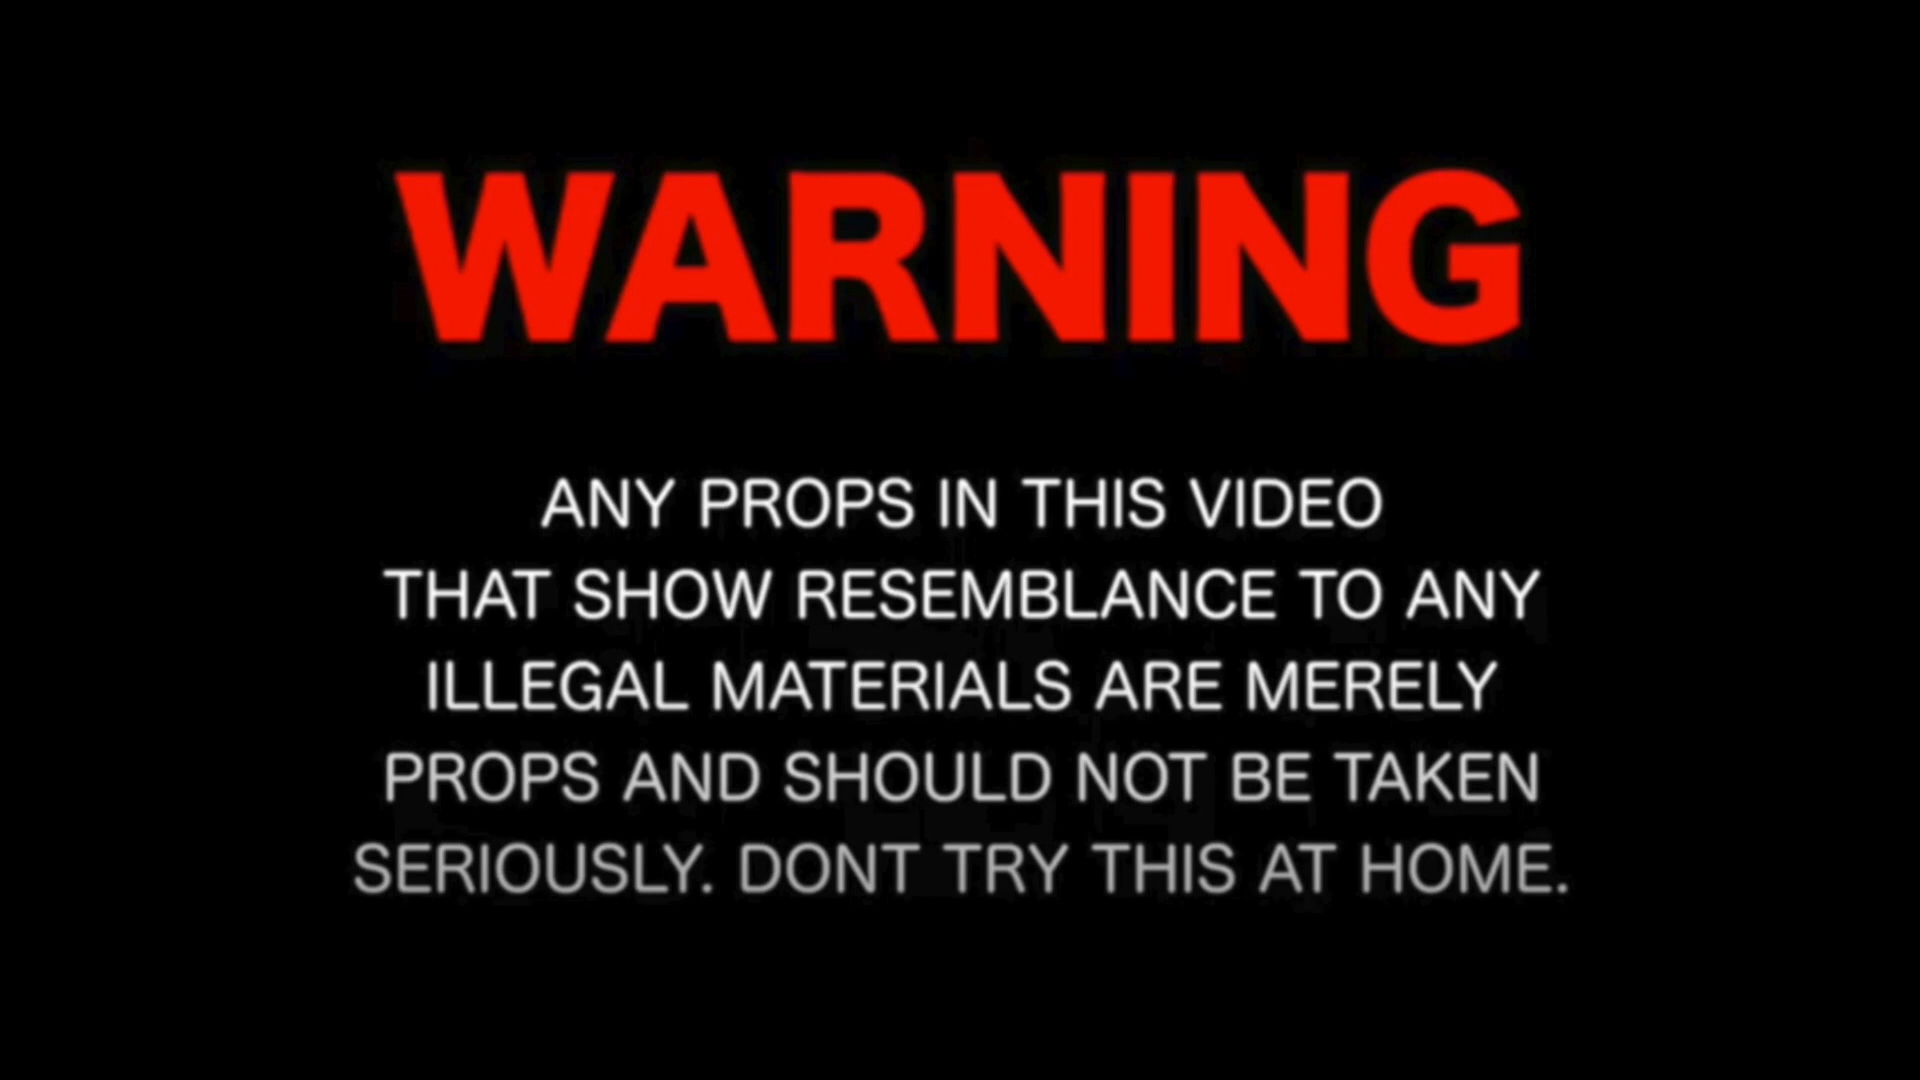 WARNING
ANY PROPS IN THIS VIDEO
THAT SHOW RESEMBLANCE TO ANY
ILLEGAL MATERIALS ARE MERELY
PROPS AND SHOULD NOT BE TAKEN
SERIOUSLY. DONT TRY THIS AT HOME.